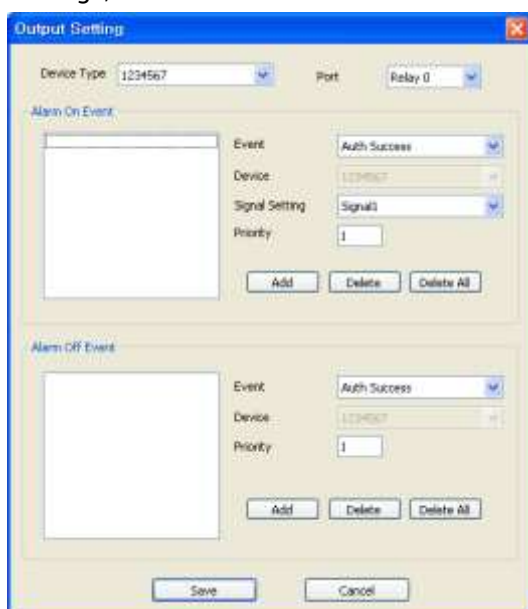 Output Setting
Device Type 1234567 Port Relay 0
Alarm On Event
Event Auth Success
Device 1234567
Signal Setting Signal1
Priority 1
Add Delete Delete All
Alarm Off Event
Event Auth Success
Device 1234567
Priority 1
Add Delete Delete All
Save Cancel